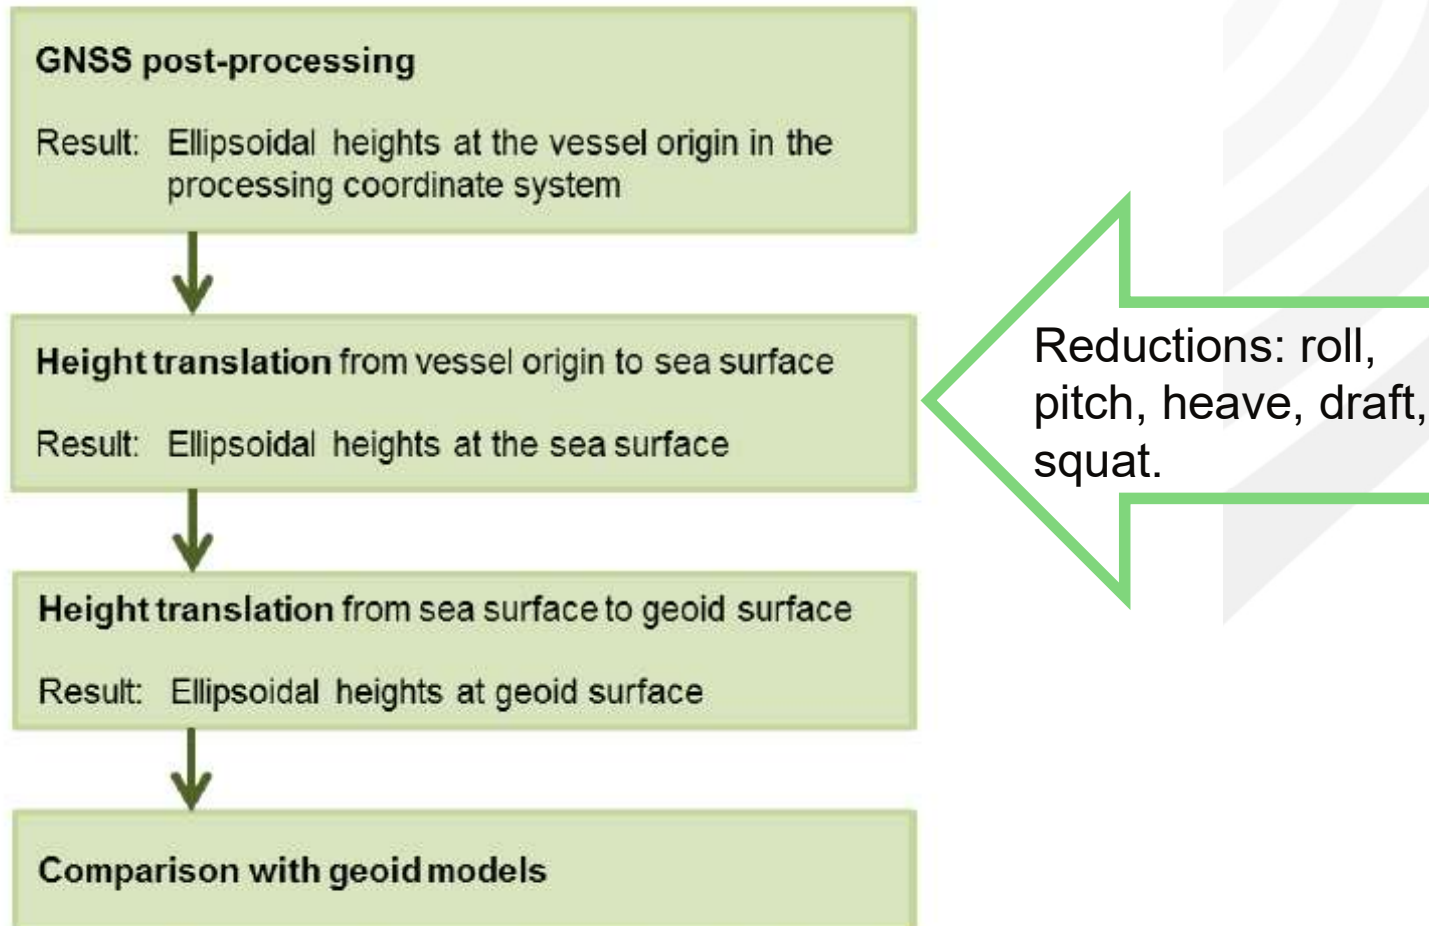 GNSS post-processing
Result: Ellipsoidal heights at the vessel origin in the
processing coordinate system
Height translation from vessel origin to sea surface
Result: Ellipsoidal heights at the sea surface
Reductions: roll,
pitch, heave, draft,
squat.
Height translation from sea surface to geoid surface
Result: Ellipsoidal heights at geoid surface
Comparison with geoid models